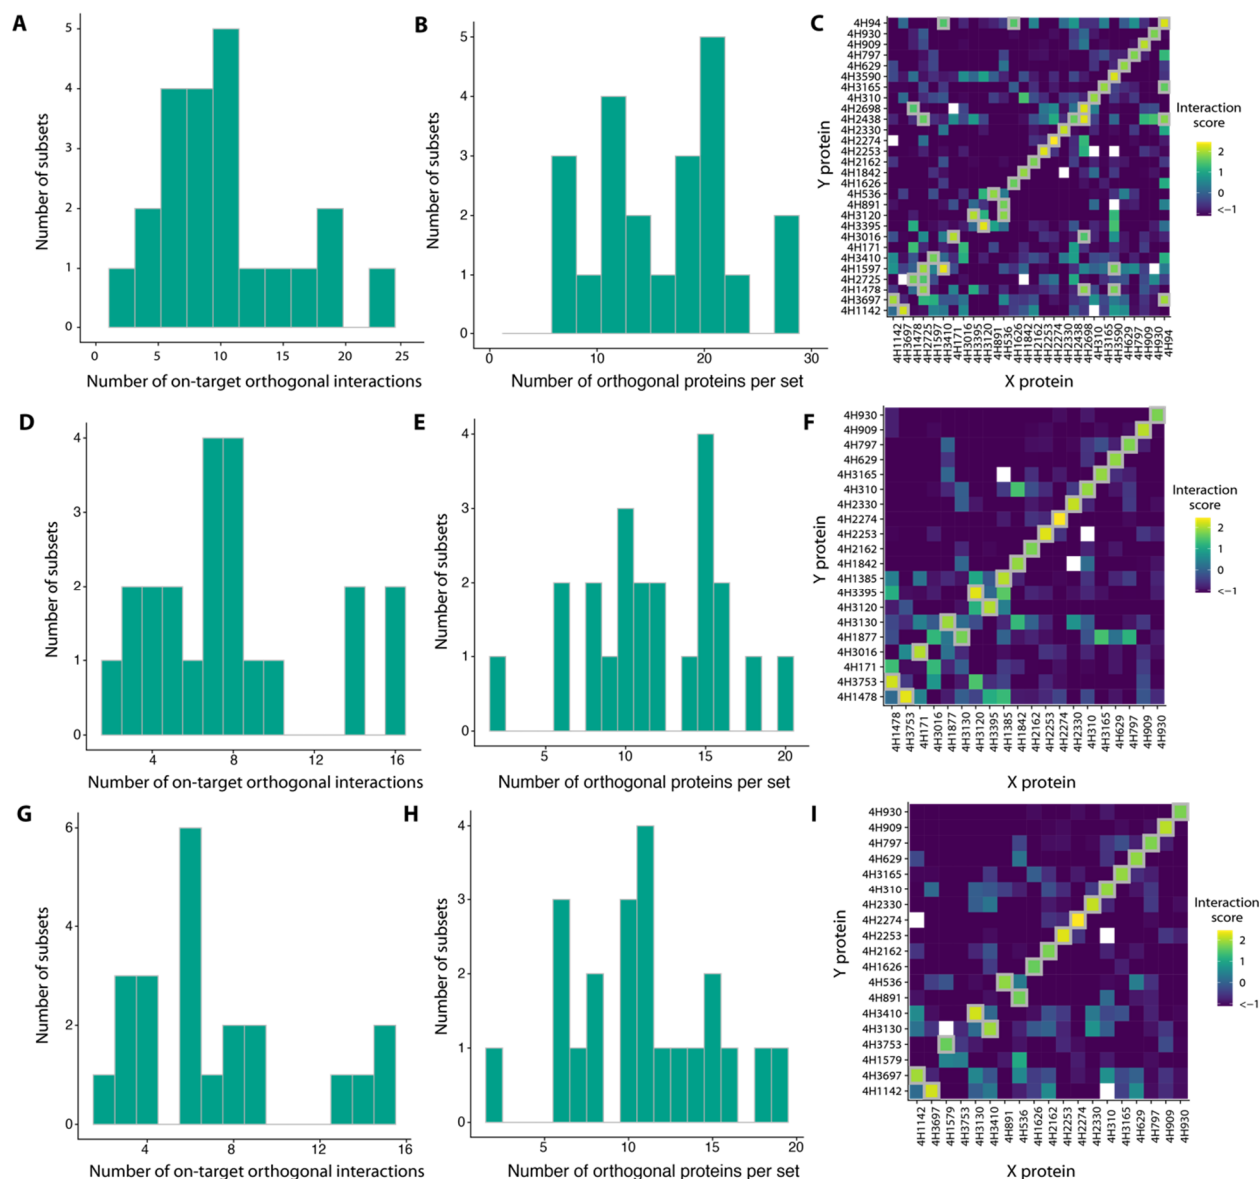 A
5
4
3
2
1
0
Number of subsets
0
5
10
15
20
25
Number of on-target orthogonal interactions
B
5
4
3
2
1
0
Number of subsets
0
10
20
30
Number of orthogonal proteins per set
C
4H94
4H930
4H909
4H797
4H629
4H3590
4H3165
4H310
4H2698
4H2438
4H2330
4H2274
4H2253
4H2162
4H1842
4H1626
4H536
4H891
4H3120
4H3395
4H3016
4H171
4H3410
4H1597
4H2725
4H1478
4H3697
4H1142
Y protein
4H1142
4H3697
4H1478
4H2725
4H1597
4H3410
4H171
4H3016
4H3395
4H3120
4H891
4H536
4H1626
4H1842
4H2162
4H2253
4H2274
4H2330
4H2438
4H2698
4H310
4H3165
4H3590
4H629
4H797
4H909
4H930
4H94
X protein
Interaction
score
2
1
0
<−1
D
4
3
2
1
0
Number of subsets
4
8
12
16
Number of on-target orthogonal interactions
E
4
3
2
1
0
Number of subsets
5
10
15
20
Number of orthogonal proteins per set
F
4H930
4H909
4H797
4H629
4H3165
4H310
4H2330
4H2274
4H2253
4H2162
4H1842
4H1385
4H3395
4H3120
4H3130
4H1877
4H3016
4H171
4H3753
4H1478
Y protein
4H1478
4H3753
4H171
4H3016
4H1877
4H3130
4H3120
4H3395
4H1385
4H1842
4H2162
4H2253
4H2274
4H2330
4H310
4H3165
4H629
4H797
4H909
4H930
X protein
Interaction
score
2
1
0
<−1
G
6
4
2
0
Number of subsets
4
8
12
16
Number of on-target orthogonal interactions
H
4
3
2
1
0
Number of subsets
5
10
15
20
Number of orthogonal proteins per set
I
4H930
4H909
4H797
4H629
4H3165
4H310
4H2330
4H2274
4H2253
4H2162
4H1626
4H536
4H891
4H3410
4H3130
4H3753
4H1579
4H3697
4H1142
Y protein
4H1142
4H3697
4H1579
4H3753
4H3130
4H3410
4H891
4H536
4H1626
4H2162
4H2253
4H2274
4H2330
4H310
4H3165
4H629
4H797
4H909
4H930
X protein
Interaction
score
2
1
0
<−1